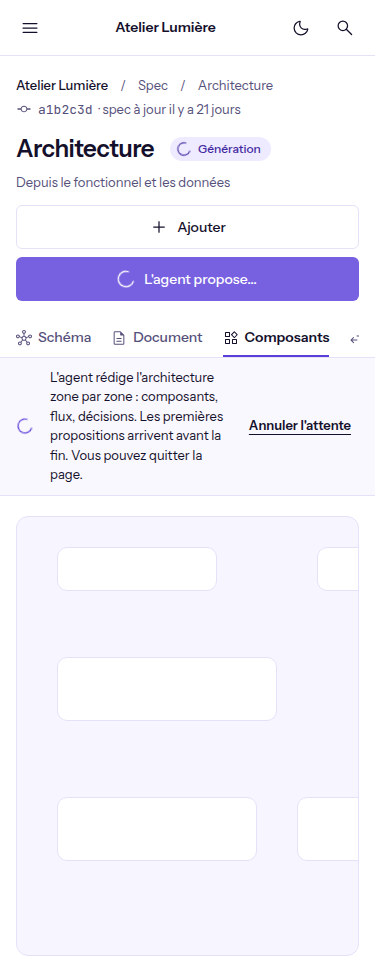 Atelier Lumière
Atelier Lumière / Spec / Architecture
a1b2c3d · spec à jour il y a 21 jours
Architecture Génération
Depuis le fonctionnel et les données
Ajouter
L'agent propose…
Schéma Document Composants
L'agent rédige l'architecture
zone par zone : composants,
flux, décisions. Les premières
propositions arrivent avant la
fin. Vous pouvez quitter la
page.
Annuler l'attente